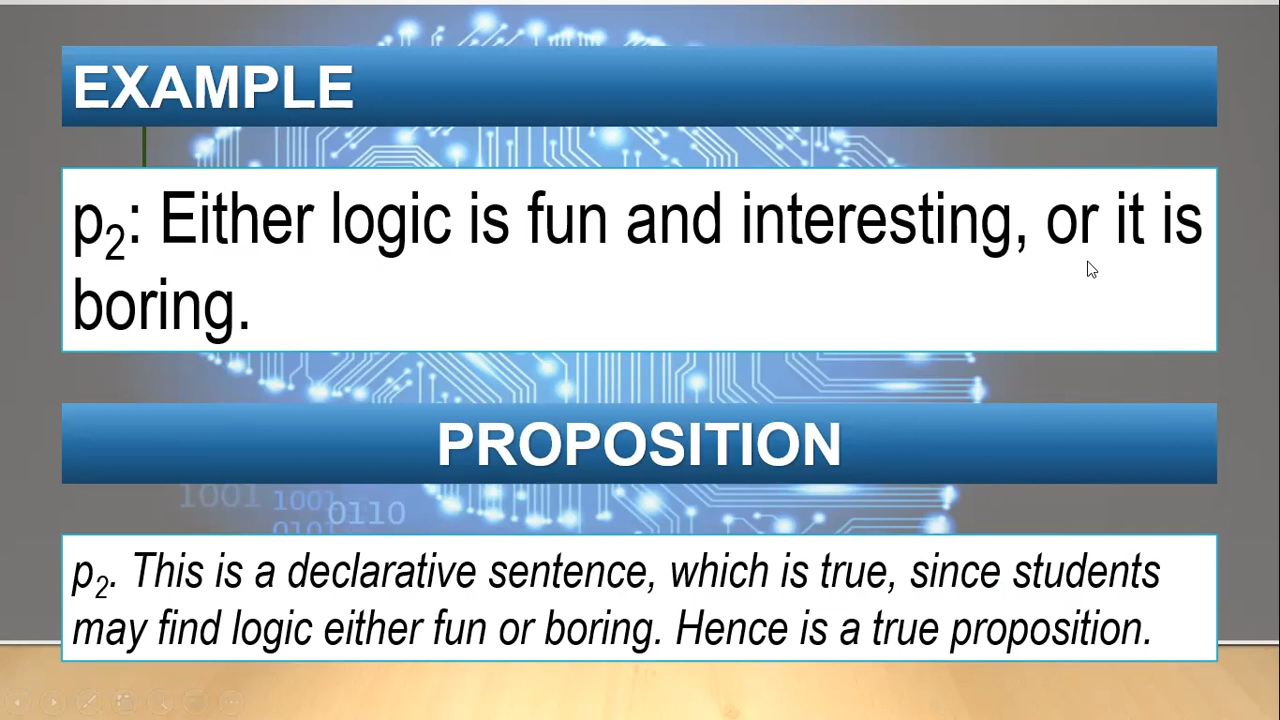 EXAMPLE
p₂: Either logic is fun and interesting, or it is
boring.
PROPOSITION
1001 1001 0110
0101
p₂. This is a declarative sentence, which is true, since students
may find logic either fun or boring. Hence is a true proposition.